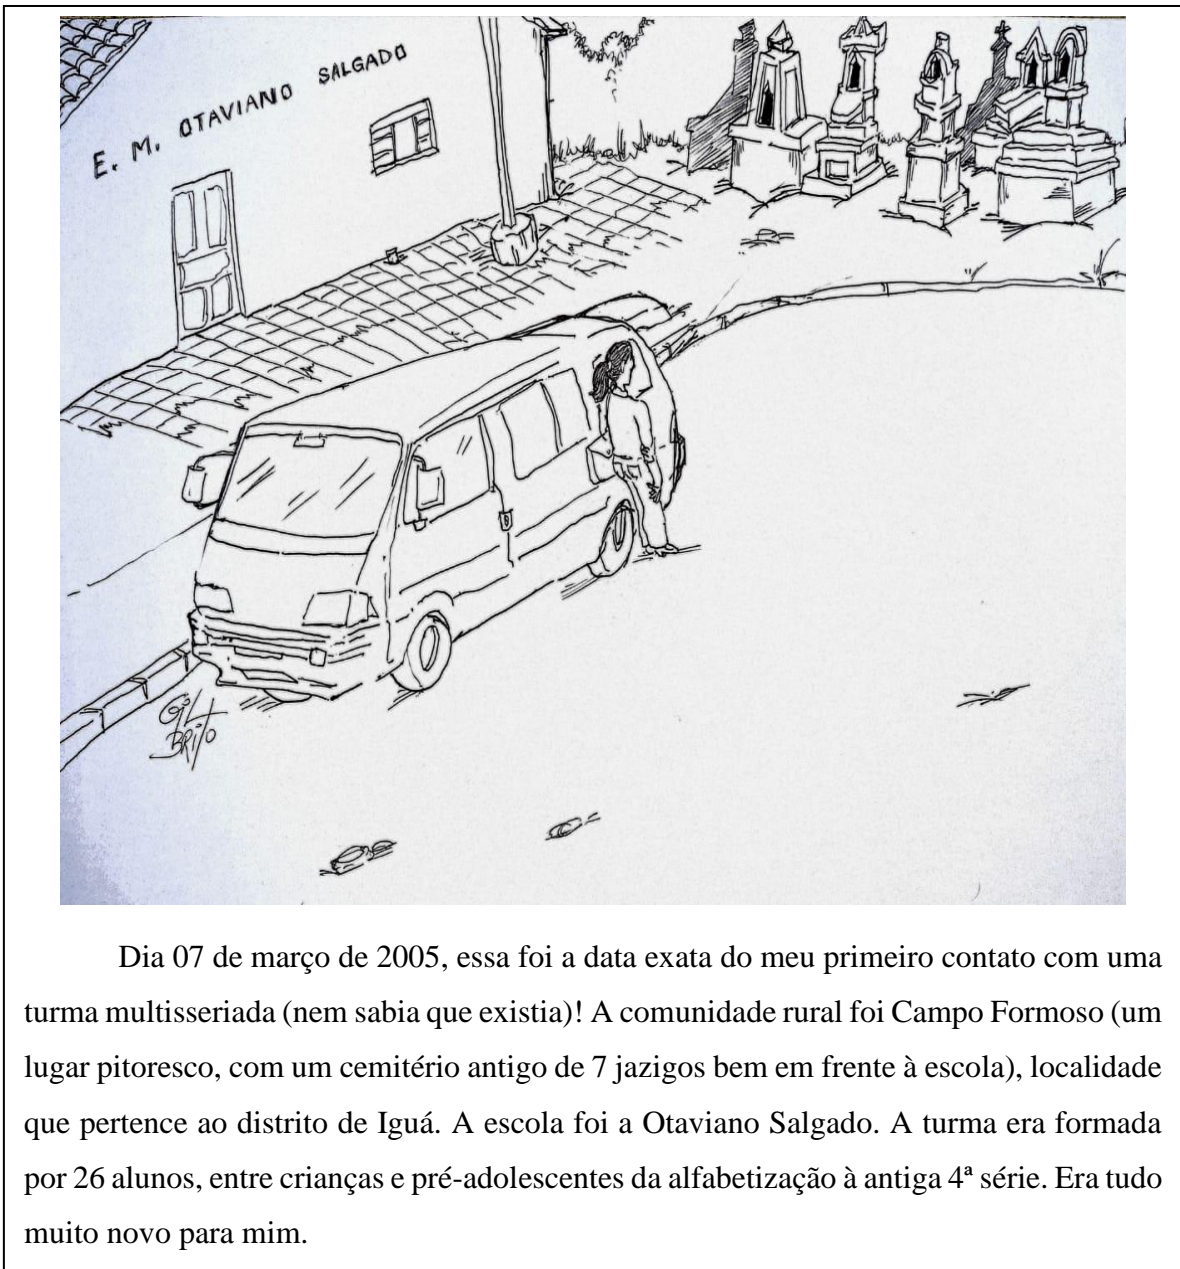 E. M. OTAVIANO SALGADO
GIL
BRITO
Dia 07 de março de 2005, essa foi a data exata do meu primeiro contato com uma
turma multisseriada (nem sabia que existia)! A comunidade rural foi Campo Formoso (um
lugar pitoresco, com um cemitério antigo de 7 jazigos bem em frente à escola), localidade
que pertence ao distrito de Iguá. A escola foi a Otaviano Salgado. A turma era formada
por 26 alunos, entre crianças e pré-adolescentes da alfabetização à antiga 4ª série. Era tudo
muito novo para mim.